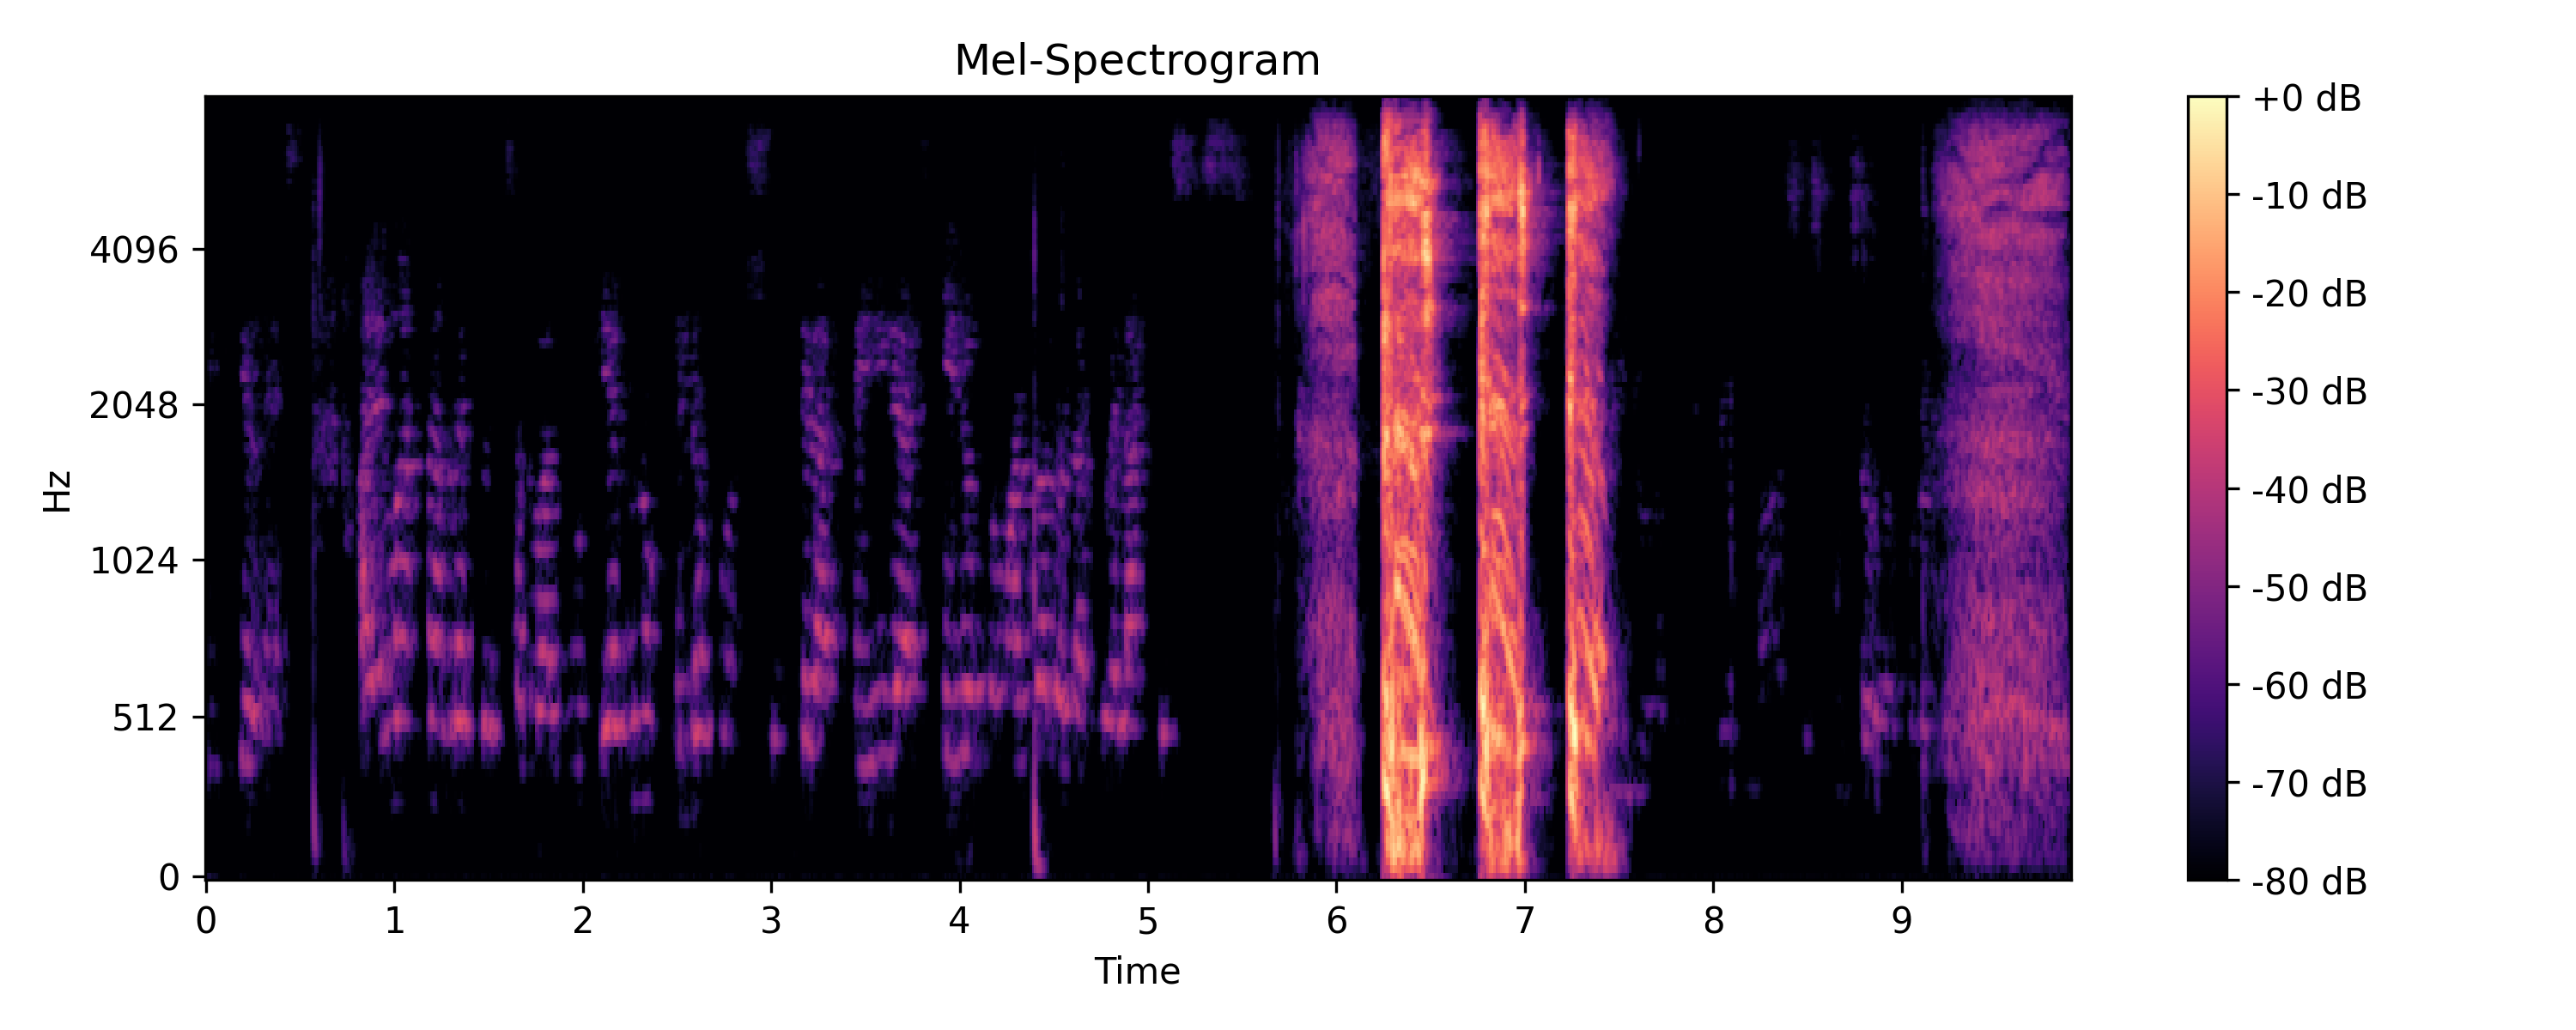 Mel-Spectrogram
+0 dB
-10 dB
-20 dB
-30 dB
-40 dB
-50 dB
-60 dB
-70 dB
-80 dB
Hz
4096
2048
1024
512
0
0 1 2 3 4 5 6 7 8 9
Time